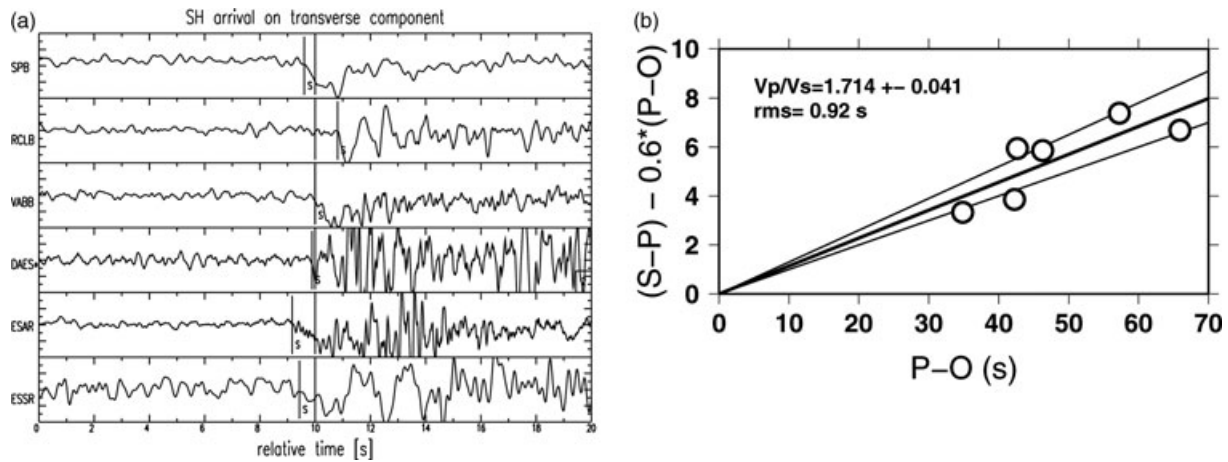 (a)
SH arrival on transverse component
SPB
S
RCLB
S
VABB
S
DAES*
S
ESAR
S
ESSR
S
0 2 4 6 8 10 12 14 16 18 20
relative time [s]
(b)
10
8
6
4
2
0
(S−P) − 0.6*(P−O)
Vp/Vs=1.714 +− 0.041
rms= 0.92 s
0 10 20 30 40 50 60 70
P−O (s)